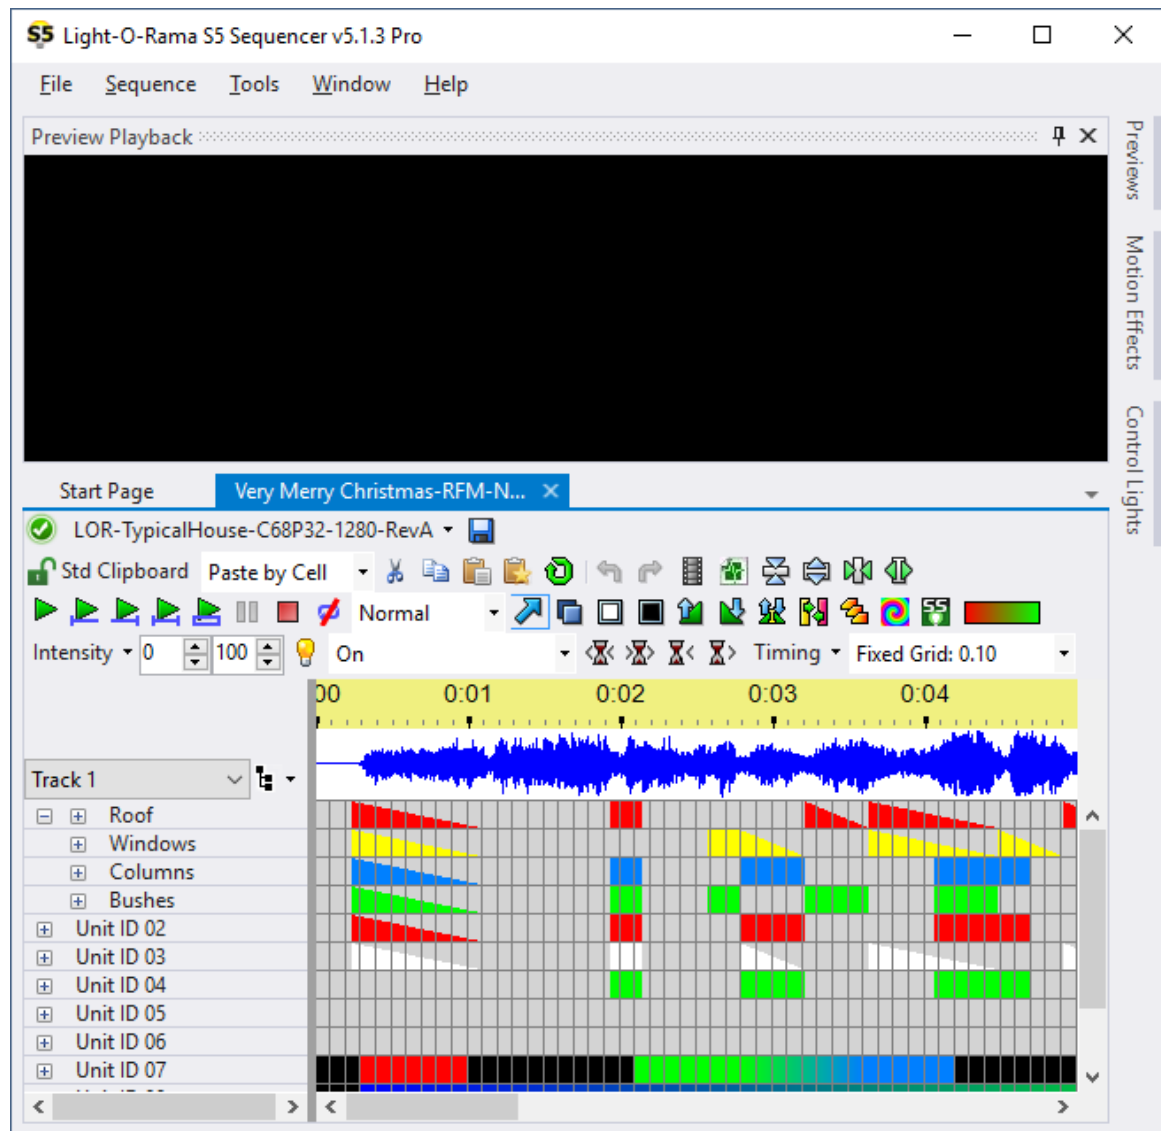 S5 Light-O-Rama S5 Sequencer v5.1.3 Pro
File Sequence Tools Window Help
Preview Playback
Previews
Motion Effects
Control Lights
Start Page Very Merry Christmas-RFM-N...
LOR-TypicalHouse-C68P32-1280-RevA
Std Clipboard Paste by Cell
Normal S5
Intensity 0 100 On Timing Fixed Grid: 0.10
00 0:01 0:02 0:03 0:04
Track 1
Roof
Windows
Columns
Bushes
Unit ID 02
Unit ID 03
Unit ID 04
Unit ID 05
Unit ID 06
Unit ID 07